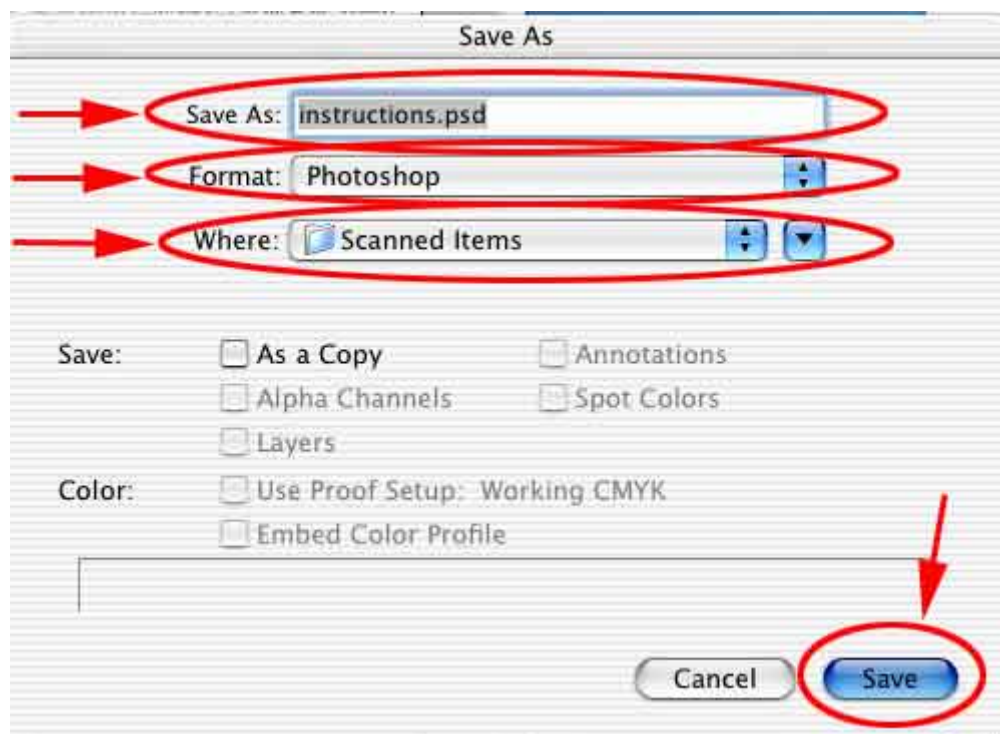 Save As
Save As: instructions.psd
Format: Photoshop
Where: Scanned Items
Save: As a Copy Annotations
Alpha Channels Spot Colors
Layers
Color: Use Proof Setup: Working CMYK
Embed Color Profile
Cancel Save